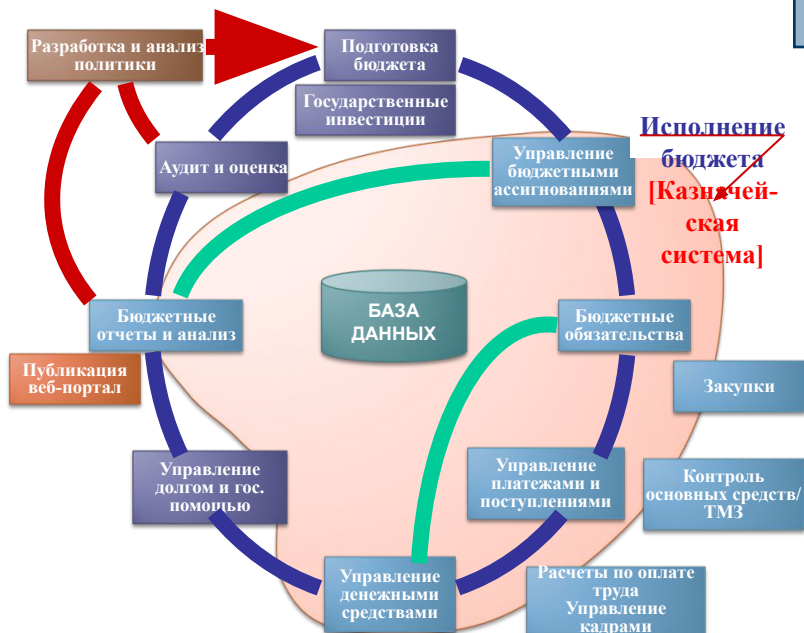 Разработка и анализ
политики
Подготовка
бюджета
Государственные
инвестиции
Аудит и оценка
Управление
бюджетными
ассигнованиями
Исполнение
бюджета
[Казначей-
ская
система]
БАЗА
ДАННЫХ
Бюджетные
отчеты и анализ
Бюджетные
обязательства
Публикация
веб-портал
Закупки
Управление
долгом и гос.
помощью
Управление
платежами и
поступлениями
Контроль
основных средств/
ТМЗ
Управление
денежными
средствами
Расчеты по оплате
труда
Управление
кадрами